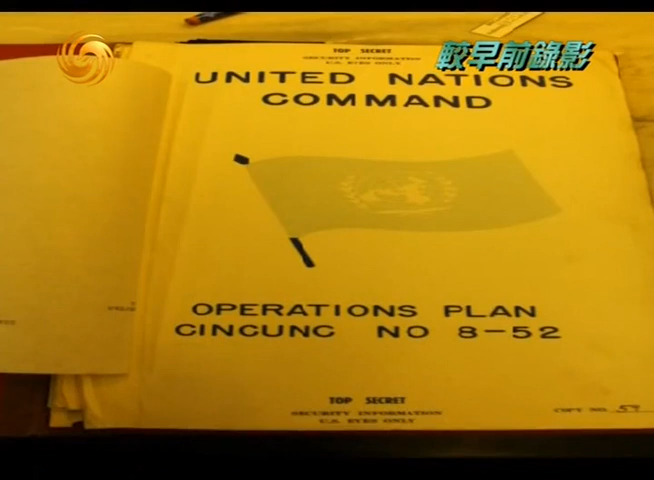 較早前錄影
TOP SECRET
SECURITY INFORMATION
U.S. EYES ONLY
UNITED NATIONS
COMMAND
OPERATIONS PLAN
CINCUNC NO 8-52
TOP SECRET
SECURITY INFORMATION
U.S. EYES ONLY
COPY NO. 59